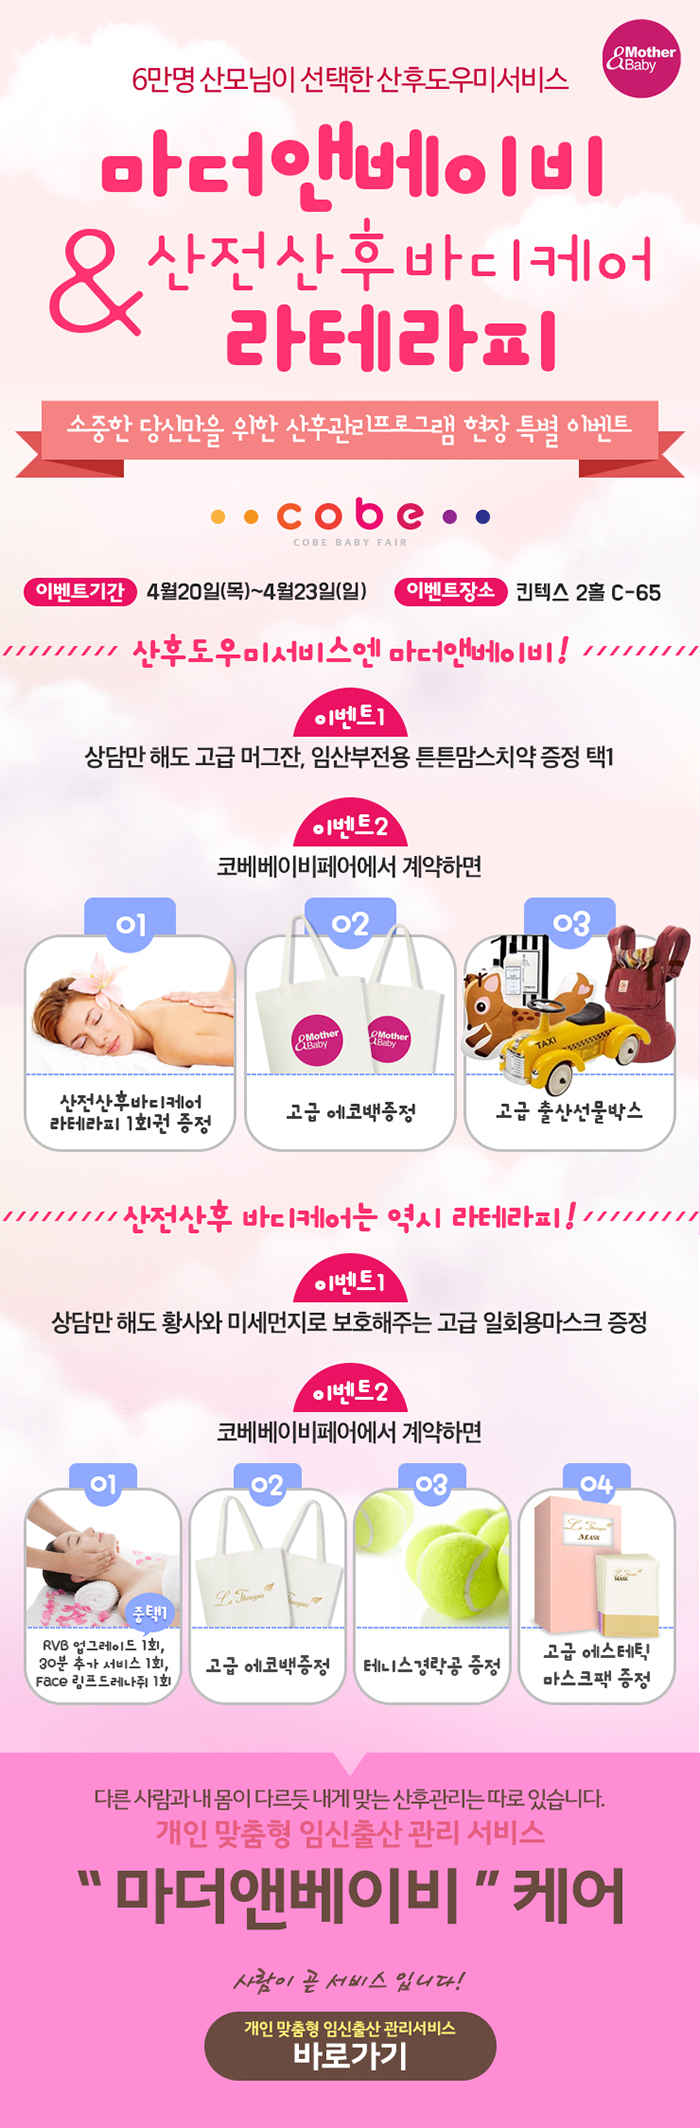 &Mother
Baby
6만명 산모님이 선택한 산후도우미서비스
마더앤베이비
& 산전산후바디케어
라테라피
소중한 당신만을 위한 산후관리프로그램 현장 특별 이벤트
cobe
COBE BABY FAIR
이벤트기간 4월20일(목)~4월23일(일) 이벤트장소 킨텍스 2홀 C-65
산후도우미서비스엔 마더앤베이비!
이벤트1
상담만 해도 고급 머그잔, 임산부전용 튼튼맘스치약 증정 택1
이벤트2
코베베이비페어에서 계약하면
01
산전산후바디케어
라테라피 1회권 증정
02
&Mother
Baby
&Mother
Baby
고급 에코백증정
03
TAXI
고급 출산선물박스
산전산후 바디케어는 역시 라테라피!
이벤트1
상담만 해도 황사와 미세먼지로 보호해주는 고급 일회용마스크 증정
이벤트2
코베베이비페어에서 계약하면
01
중택1
RVB 업그레이드 1회,
30분 추가 서비스 1회,
Face 림프드레나쥐 1회
02
La Therapie
고급 에코백증정
03
테니스경락공 증정
04
La Therapie
MASK
MASK
고급 에스테틱
마스크팩 증정
다른 사람과 내 몸이 다르듯 내게 맞는 산후관리는 따로 있습니다.
개인 맞춤형 임신출산 관리 서비스
“ 마더앤베이비 ” 케어
사람이 곧 서비스 입니다!
개인 맞춤형 임신출산 관리서비스
바로가기